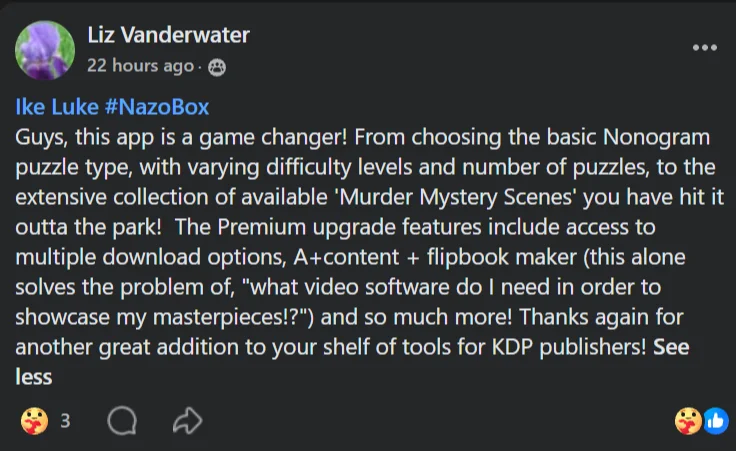 Liz Vanderwater
22 hours ago ·
Ike Luke #NazoBox
Guys, this app is a game changer! From choosing the basic Nonogram
puzzle type, with varying difficulty levels and number of puzzles, to the
extensive collection of available 'Murder Mystery Scenes' you have hit it
outta the park!  The Premium upgrade features include access to
multiple download options, A+content + flipbook maker (this alone
solves the problem of, "what video software do I need in order to
showcase my masterpieces!?") and so much more! Thanks again for
another great addition to your shelf of tools for KDP publishers! See
less
3